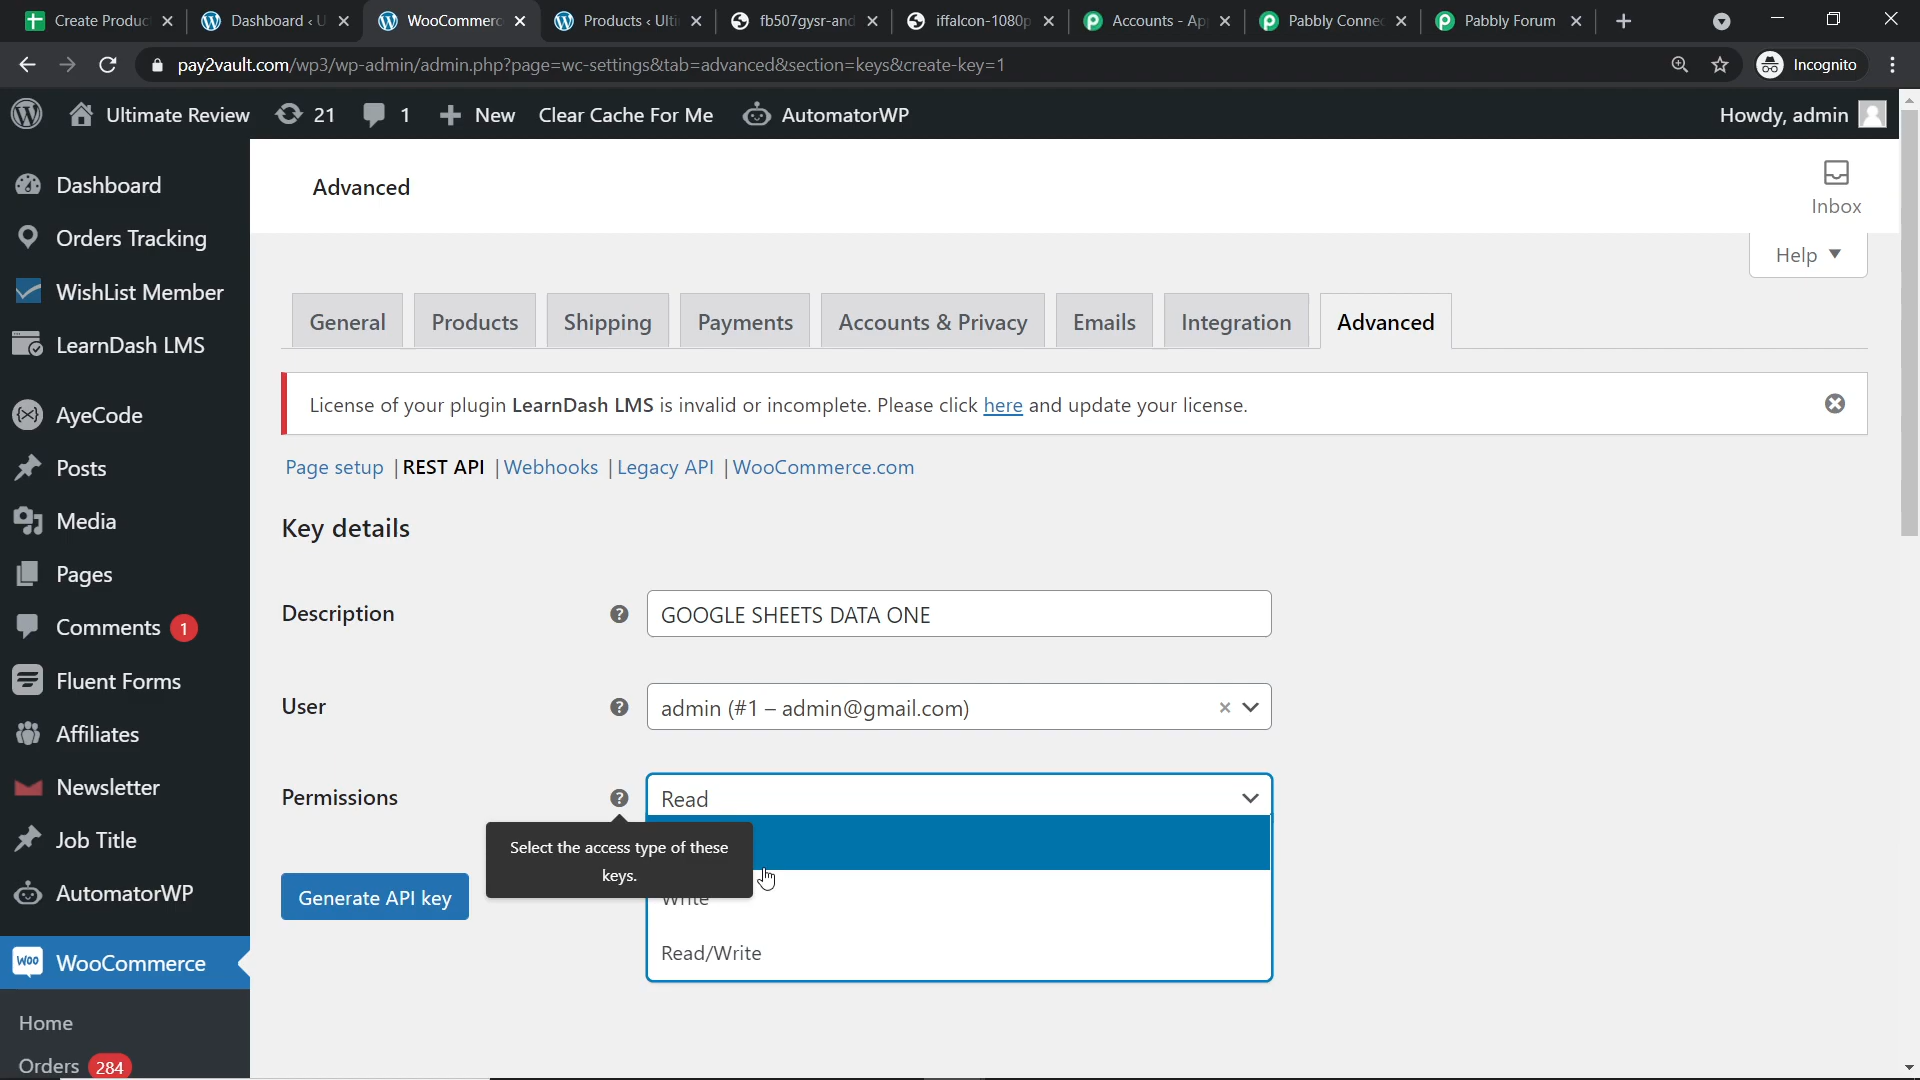 Create Produc
Dashboard ‹ U
WooCommerc
Products ‹ Ulti
fb507gysr-and
iffalcon-1080p
Accounts - Ap
Pabbly Connec
Pabbly Forum
pay2vault.com/wp3/wp-admin/admin.php?page=wc-settings&tab=advanced&section=keys&create-key=1
Incognito
Ultimate Review
21
1
New
Clear Cache For Me
AutomatorWP
Howdy, admin
Dashboard
Orders Tracking
WishList Member
LearnDash LMS
AyeCode
Posts
Media
Pages
Comments 1
Fluent Forms
Affiliates
Newsletter
Job Title
AutomatorWP
Woo
WooCommerce
Home
Orders 284
Advanced
Inbox
Help
General
Products
Shipping
Payments
Accounts & Privacy
Emails
Integration
Advanced
License of your plugin LearnDash LMS is invalid or incomplete. Please click here and update your license.
Page setup | REST API | Webhooks | Legacy API | WooCommerce.com
Key details
Description
GOOGLE SHEETS DATA ONE
User
admin (#1 – admin@gmail.com)
Permissions
Read
Select the access type of these
keys.
Write
Read/Write
Generate API key